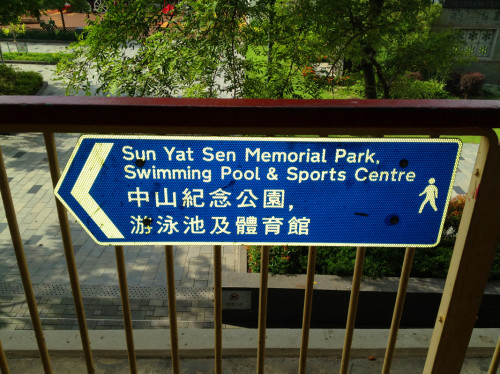 Sun Yat Sen Memorial Park,
Swimming Pool & Sports Centre
中山紀念公園,
游泳池及體育館